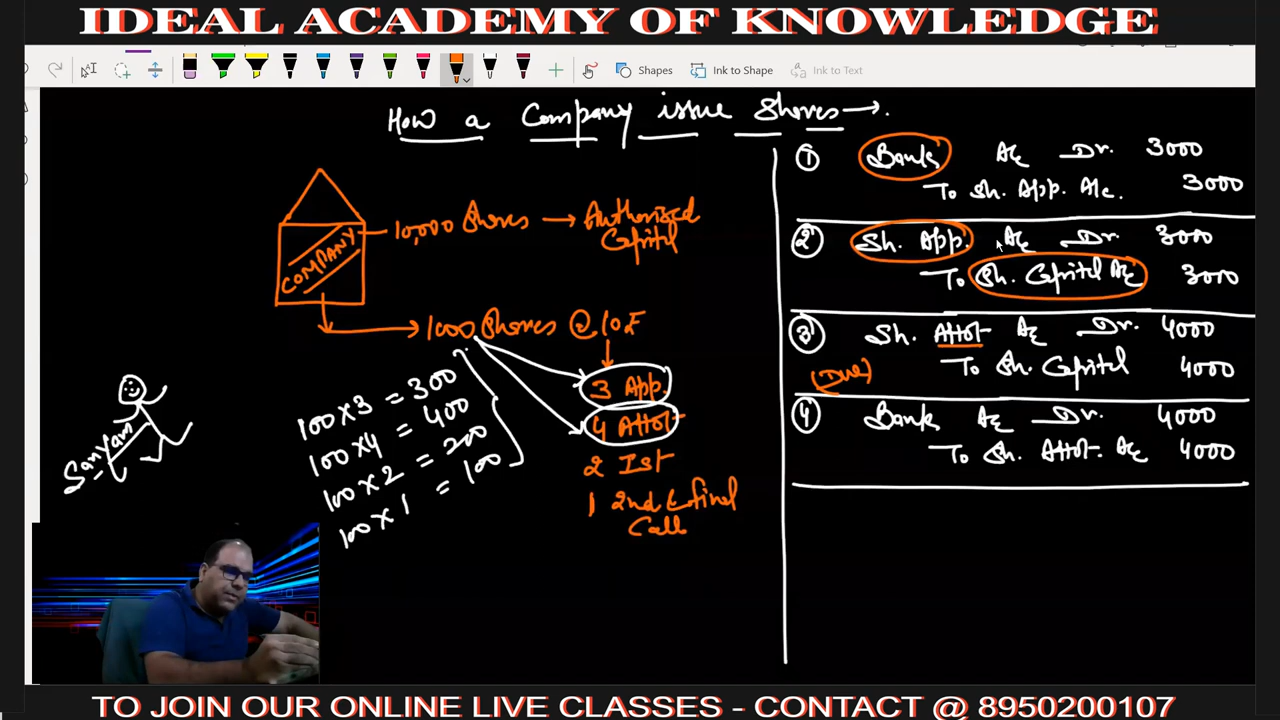 IDEAL ACADEMY OF KNOWLEDGE
Shapes
Ink to Shape
Ink to Text
How a Company issue Shares →.
COMPANY
10,000 Shares → Authorized
Capital
1000 Shares @ 10 ₹
3 App.
4 Allot
2 Ist
1 2nd & final
Call
100 x 3 = 300
100 x 4 = 400
100 x 2 = 200
100 x 1 = 100
Sanyam
① Bank A/c Dr. 3000
To Sh. App. A/c. 3000
② Sh. App. A/c Dr. 3000
To Sh. Capital A/c 3000
③ Sh. Allot A/c Dr. 4000
(Due) To Sh. Capital 4000
④ Bank A/c Dr. 4000
To Sh. Allot. A/c 4000
TO JOIN OUR ONLINE LIVE CLASSES - CONTACT @ 8950200107